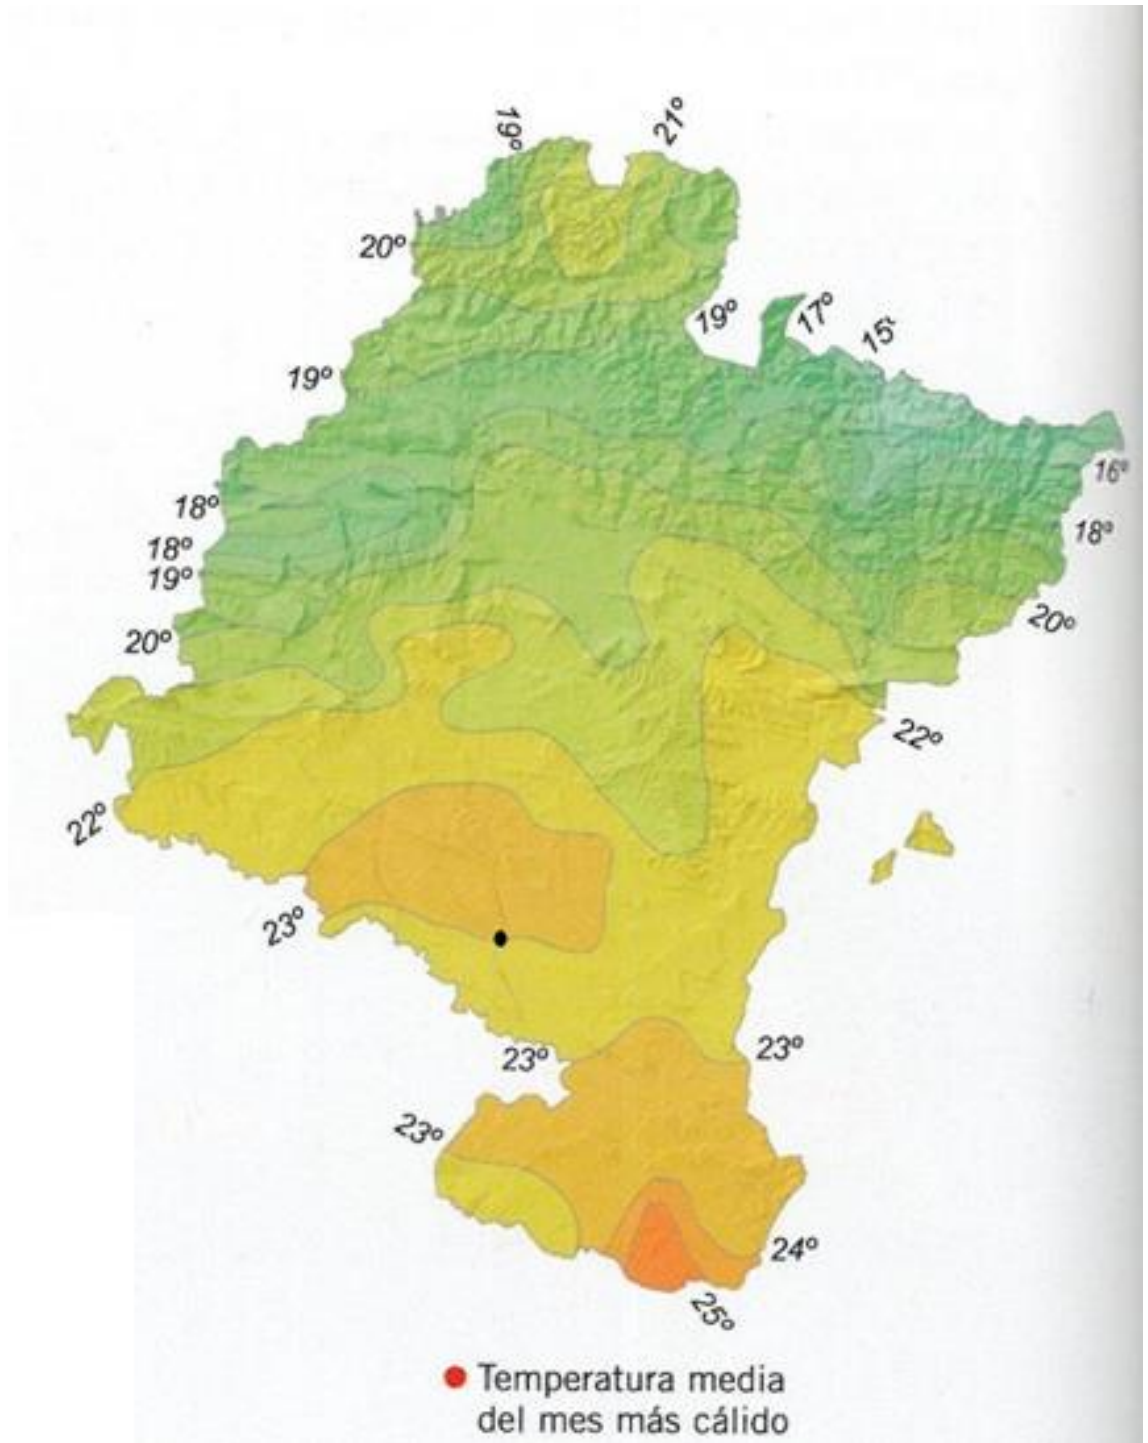 19º
21º
20º
19º
17º
15º
19º
16º
18º
18º
18º
19º
20º
20º
22º
22º
23º
23º
23º
23º
24º
25º
Temperatura media
del mes más cálido